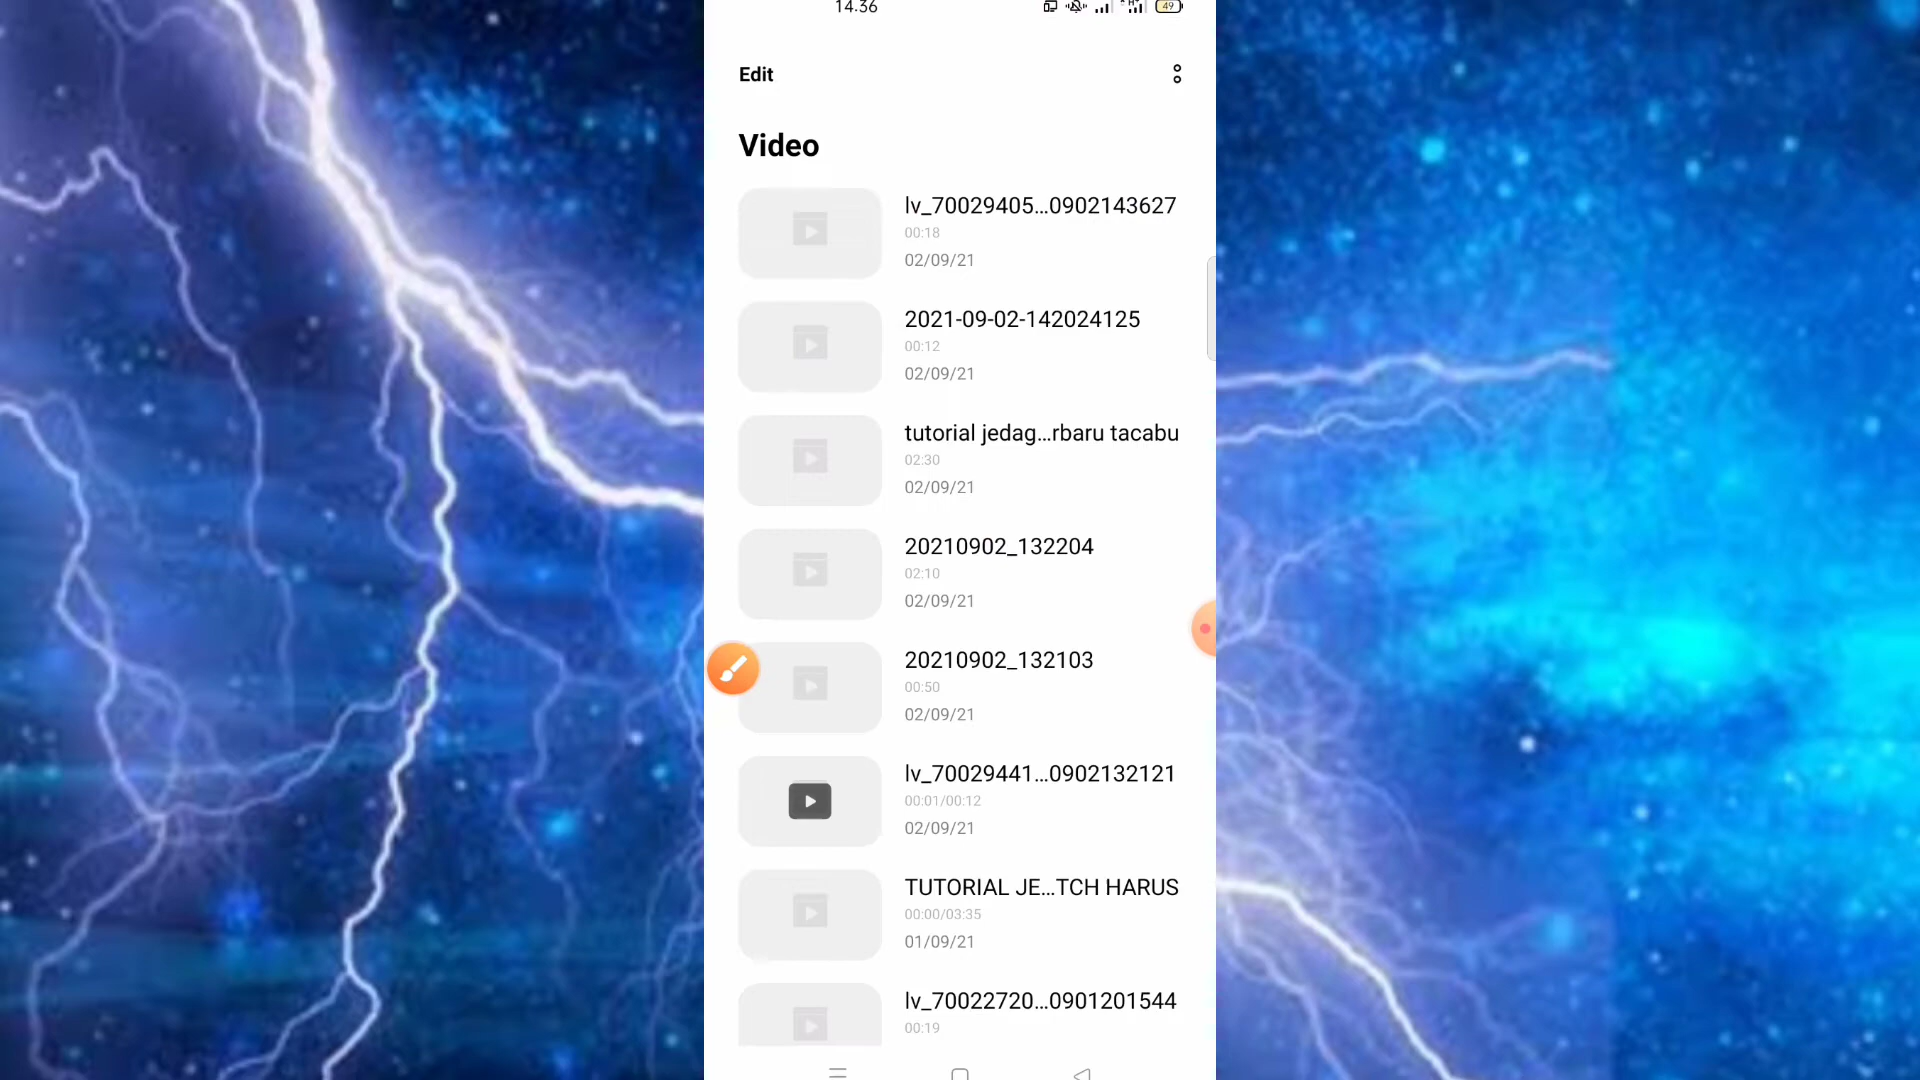 14.36
49
Edit
Video
lv_70029405...0902143627
00:18
02/09/21
2021-09-02-142024125
00:12
02/09/21
tutorial jedag...rbaru tacabu
02:30
02/09/21
20210902_132204
02:10
02/09/21
20210902_132103
00:50
02/09/21
lv_70029441...0902132121
00:01/00:12
02/09/21
TUTORIAL JE...TCH HARUS
00:00/03:35
01/09/21
lv_70022720...0901201544
00:19